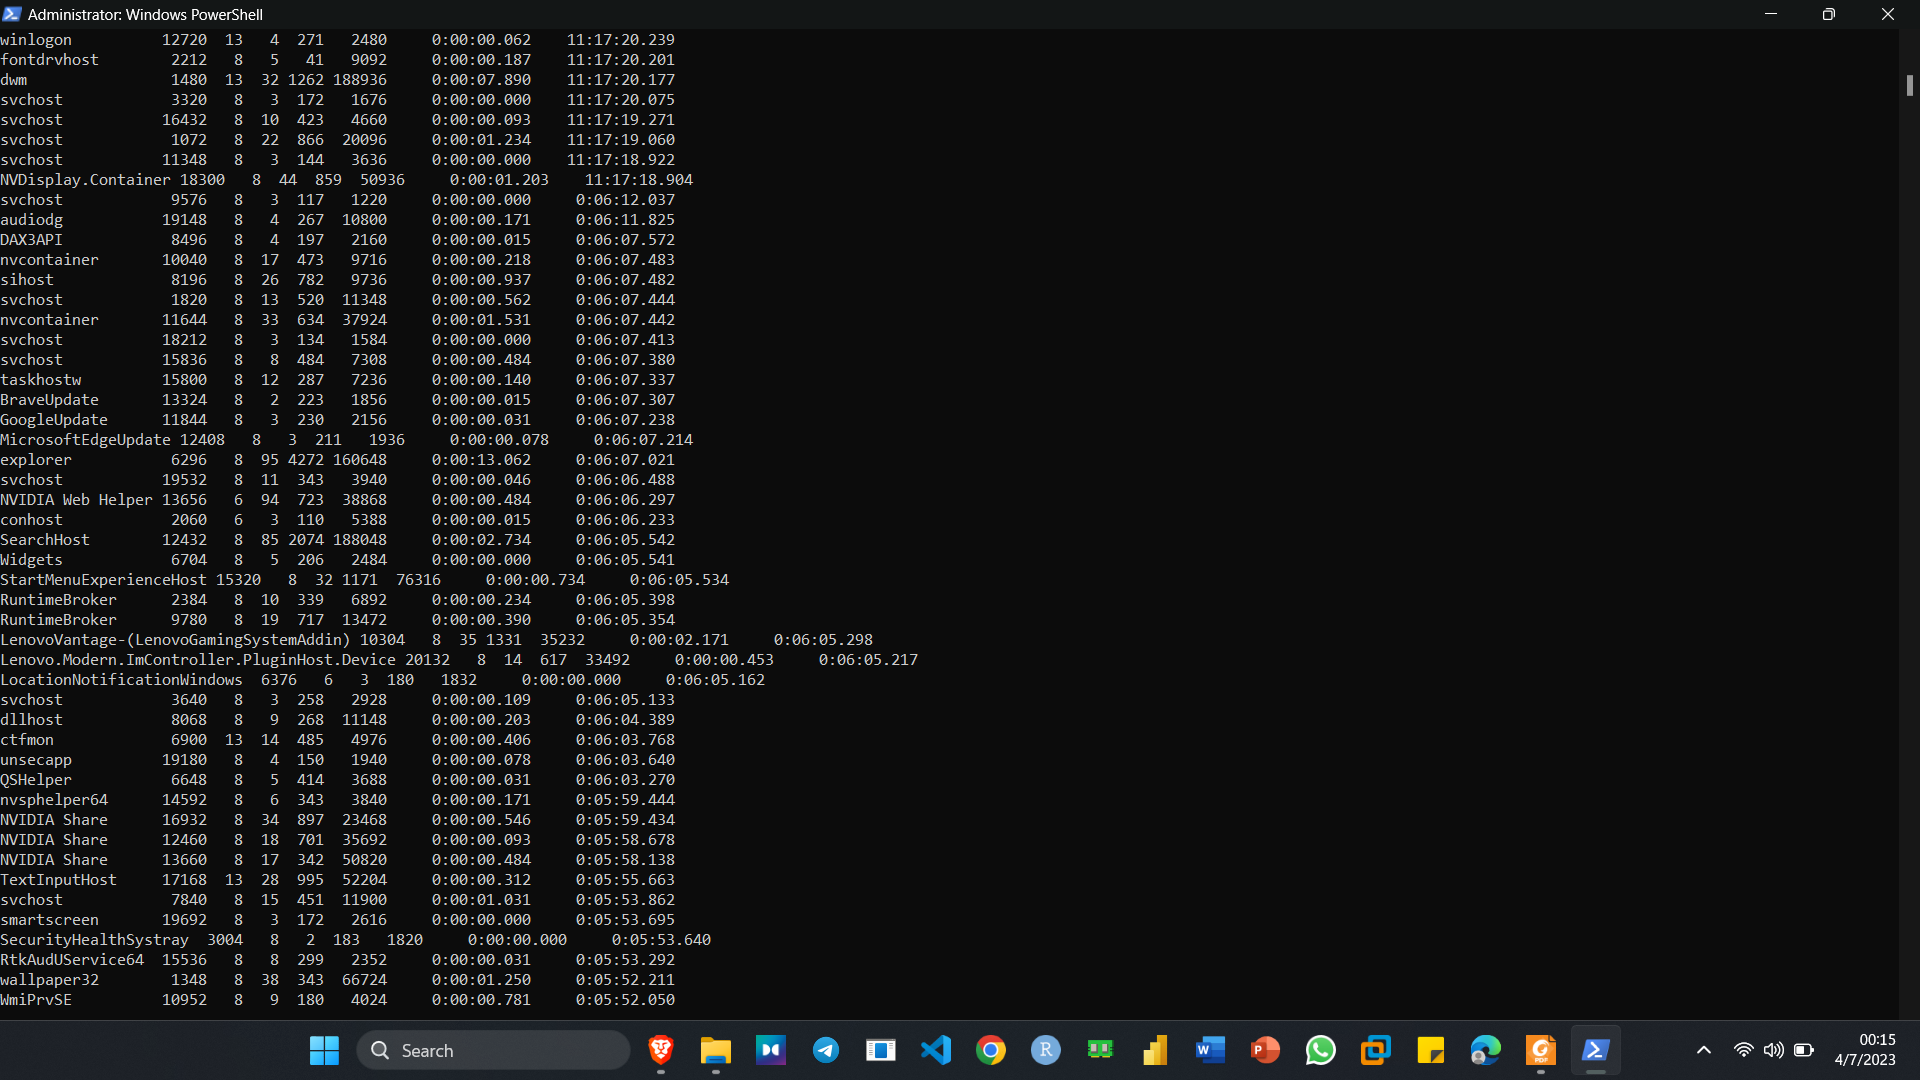 Administrator: Windows PowerShell
winlogon 12720 13 4 271 2480 0:00:00.062 11:17:20.239
fontdrvhost 2212 8 5 41 9092 0:00:00.187 11:17:20.201
dwm 1480 13 32 1262 188936 0:00:07.890 11:17:20.177
svchost 3320 8 3 172 1676 0:00:00.000 11:17:20.075
svchost 16432 8 10 423 4660 0:00:00.093 11:17:19.271
svchost 1072 8 22 866 20096 0:00:01.234 11:17:19.060
svchost 11348 8 3 144 3636 0:00:00.000 11:17:18.922
NVDisplay.Container 18300 8 44 859 50936 0:00:01.203 11:17:18.904
svchost 9576 8 3 117 1220 0:00:00.000 0:06:12.037
audiodg 19148 8 4 267 10800 0:00:00.171 0:06:11.825
DAX3API 8496 8 4 197 2160 0:00:00.015 0:06:07.572
nvcontainer 10040 8 17 473 9716 0:00:00.218 0:06:07.483
sihost 8196 8 26 782 9736 0:00:00.937 0:06:07.482
svchost 1820 8 13 520 11348 0:00:00.562 0:06:07.444
nvcontainer 11644 8 33 634 37924 0:00:01.531 0:06:07.442
svchost 18212 8 3 134 1584 0:00:00.000 0:06:07.413
svchost 15836 8 8 484 7308 0:00:00.484 0:06:07.380
taskhostw 15800 8 12 287 7236 0:00:00.140 0:06:07.337
BraveUpdate 13324 8 2 223 1856 0:00:00.015 0:06:07.307
GoogleUpdate 11844 8 3 230 2156 0:00:00.031 0:06:07.238
MicrosoftEdgeUpdate 12408 8 3 211 1936 0:00:00.078 0:06:07.214
explorer 6296 8 95 4272 160648 0:00:13.062 0:06:07.021
svchost 19532 8 11 343 3940 0:00:00.046 0:06:06.488
NVIDIA Web Helper 13656 6 94 723 38868 0:00:00.484 0:06:06.297
conhost 2060 6 3 110 5388 0:00:00.015 0:06:06.233
SearchHost 12432 8 85 2074 188048 0:00:02.734 0:06:05.542
Widgets 6704 8 5 206 2484 0:00:00.000 0:06:05.541
StartMenuExperienceHost 15320 8 32 1171 76316 0:00:00.734 0:06:05.534
RuntimeBroker 2384 8 10 339 6892 0:00:00.234 0:06:05.398
RuntimeBroker 9780 8 19 717 13472 0:00:00.390 0:06:05.354
LenovoVantage-(LenovoGamingSystemAddin) 10304 8 35 1331 35232 0:00:02.171 0:06:05.298
Lenovo.Modern.ImController.PluginHost.Device 20132 8 14 617 33492 0:00:00.453 0:06:05.217
LocationNotificationWindows 6376 6 3 180 1832 0:00:00.000 0:06:05.162
svchost 3640 8 3 258 2928 0:00:00.109 0:06:05.133
dllhost 8068 8 9 268 11148 0:00:00.203 0:06:04.389
ctfmon 6900 13 14 485 4976 0:00:00.406 0:06:03.768
unsecapp 19180 8 4 150 1940 0:00:00.078 0:06:03.640
QSHelper 6648 8 5 414 3688 0:00:00.031 0:06:03.270
nvsphelper64 14592 8 6 343 3840 0:00:00.171 0:05:59.444
NVIDIA Share 16932 8 34 897 23468 0:00:00.546 0:05:59.434
NVIDIA Share 12460 8 18 701 35692 0:00:00.093 0:05:58.678
NVIDIA Share 13660 8 17 342 50820 0:00:00.484 0:05:58.138
TextInputHost 17168 13 28 995 52204 0:00:00.312 0:05:55.663
svchost 7840 8 15 451 11900 0:00:01.031 0:05:53.862
smartscreen 19692 8 3 172 2616 0:00:00.000 0:05:53.695
SecurityHealthSystray 3004 8 2 183 1820 0:00:00.000 0:05:53.640
RtkAudUService64 15536 8 8 299 2352 0:00:00.031 0:05:53.292
wallpaper32 1348 8 38 343 66724 0:00:01.250 0:05:52.211
WmiPrvSE 10952 8 9 180 4024 0:00:00.781 0:05:52.050
Search
00:15
4/7/2023